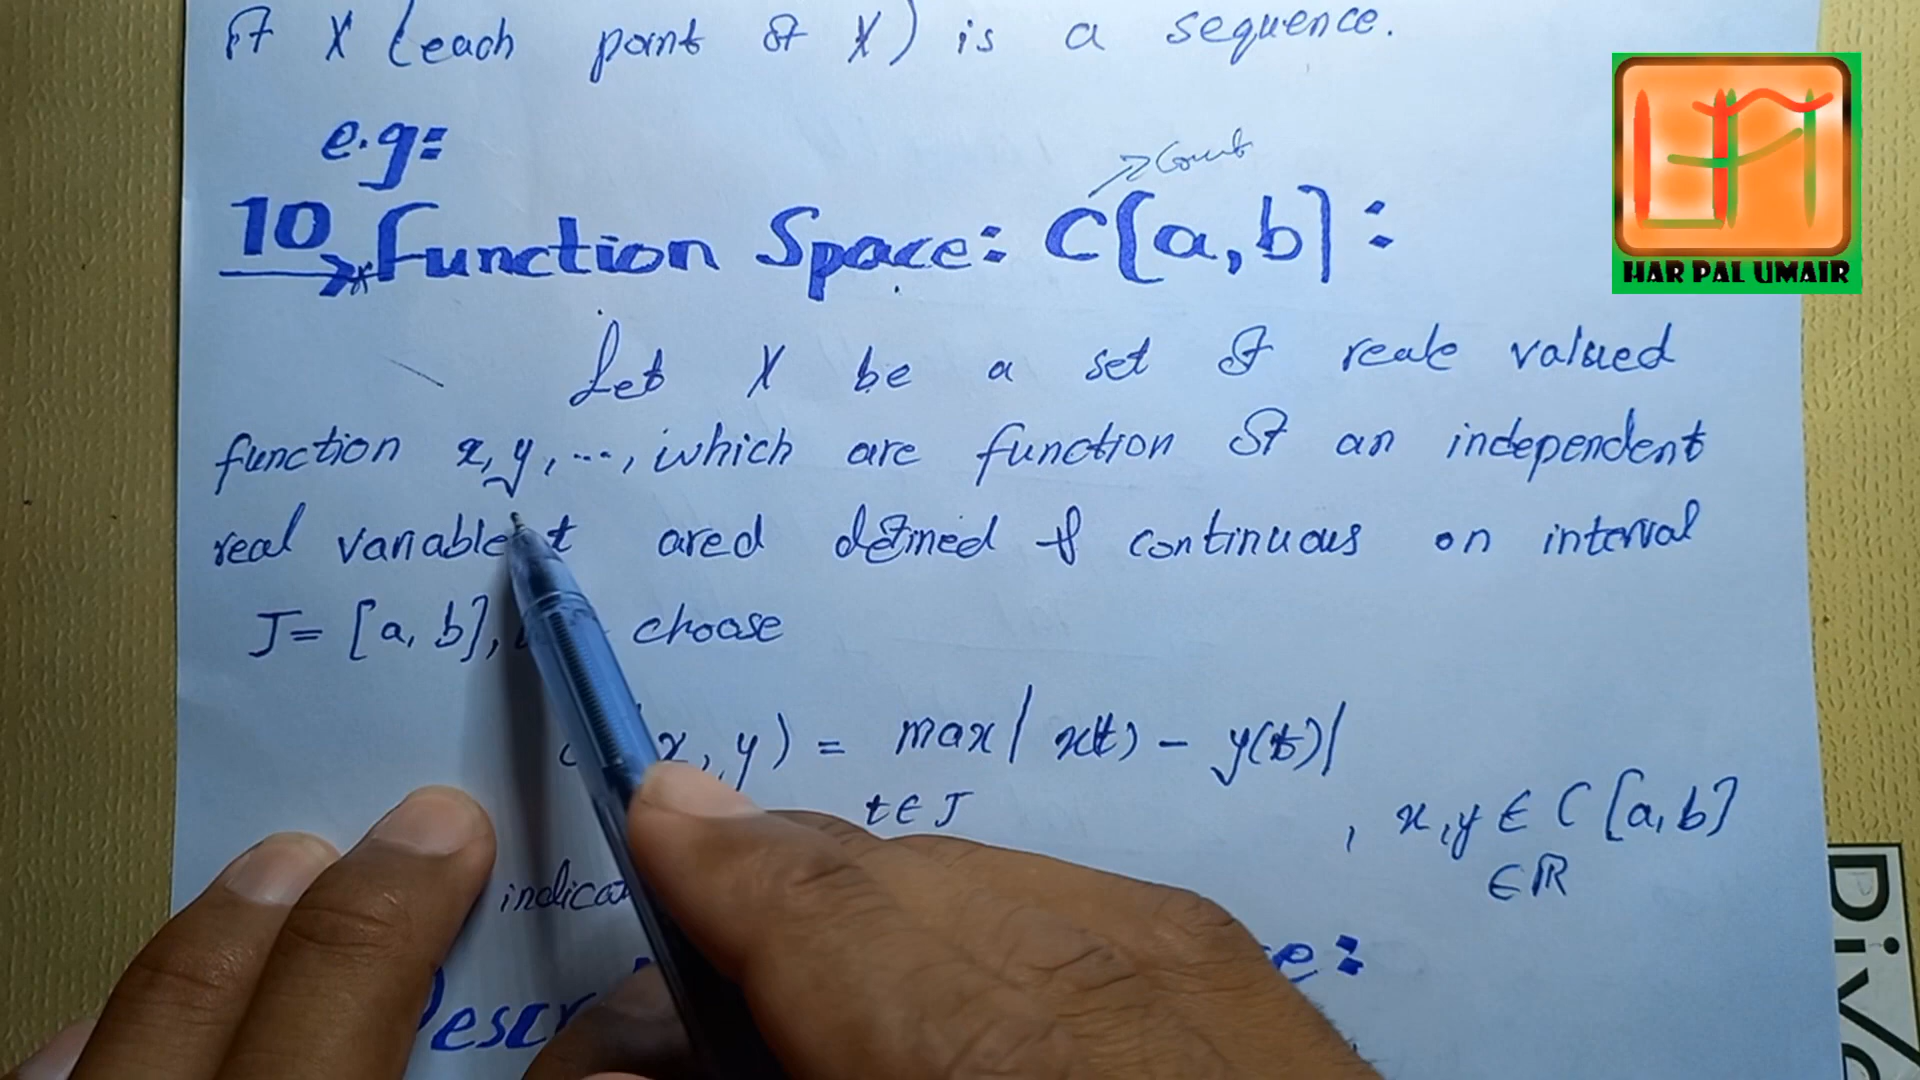 of X (each point of X) is a sequence.
e.g:
→ Cont
10 Function Space: C[a,b]:
Let X be a set of reale valued
function x, y, ..., which are function of an independent
real variable t ared defined & continuous on interval
J = [a, b], choose
x, y) = max | x(t) - y(t)|
t∈J
, x, y ∈ C [a, b]
∈ℝ
HAR PAL UMAIR